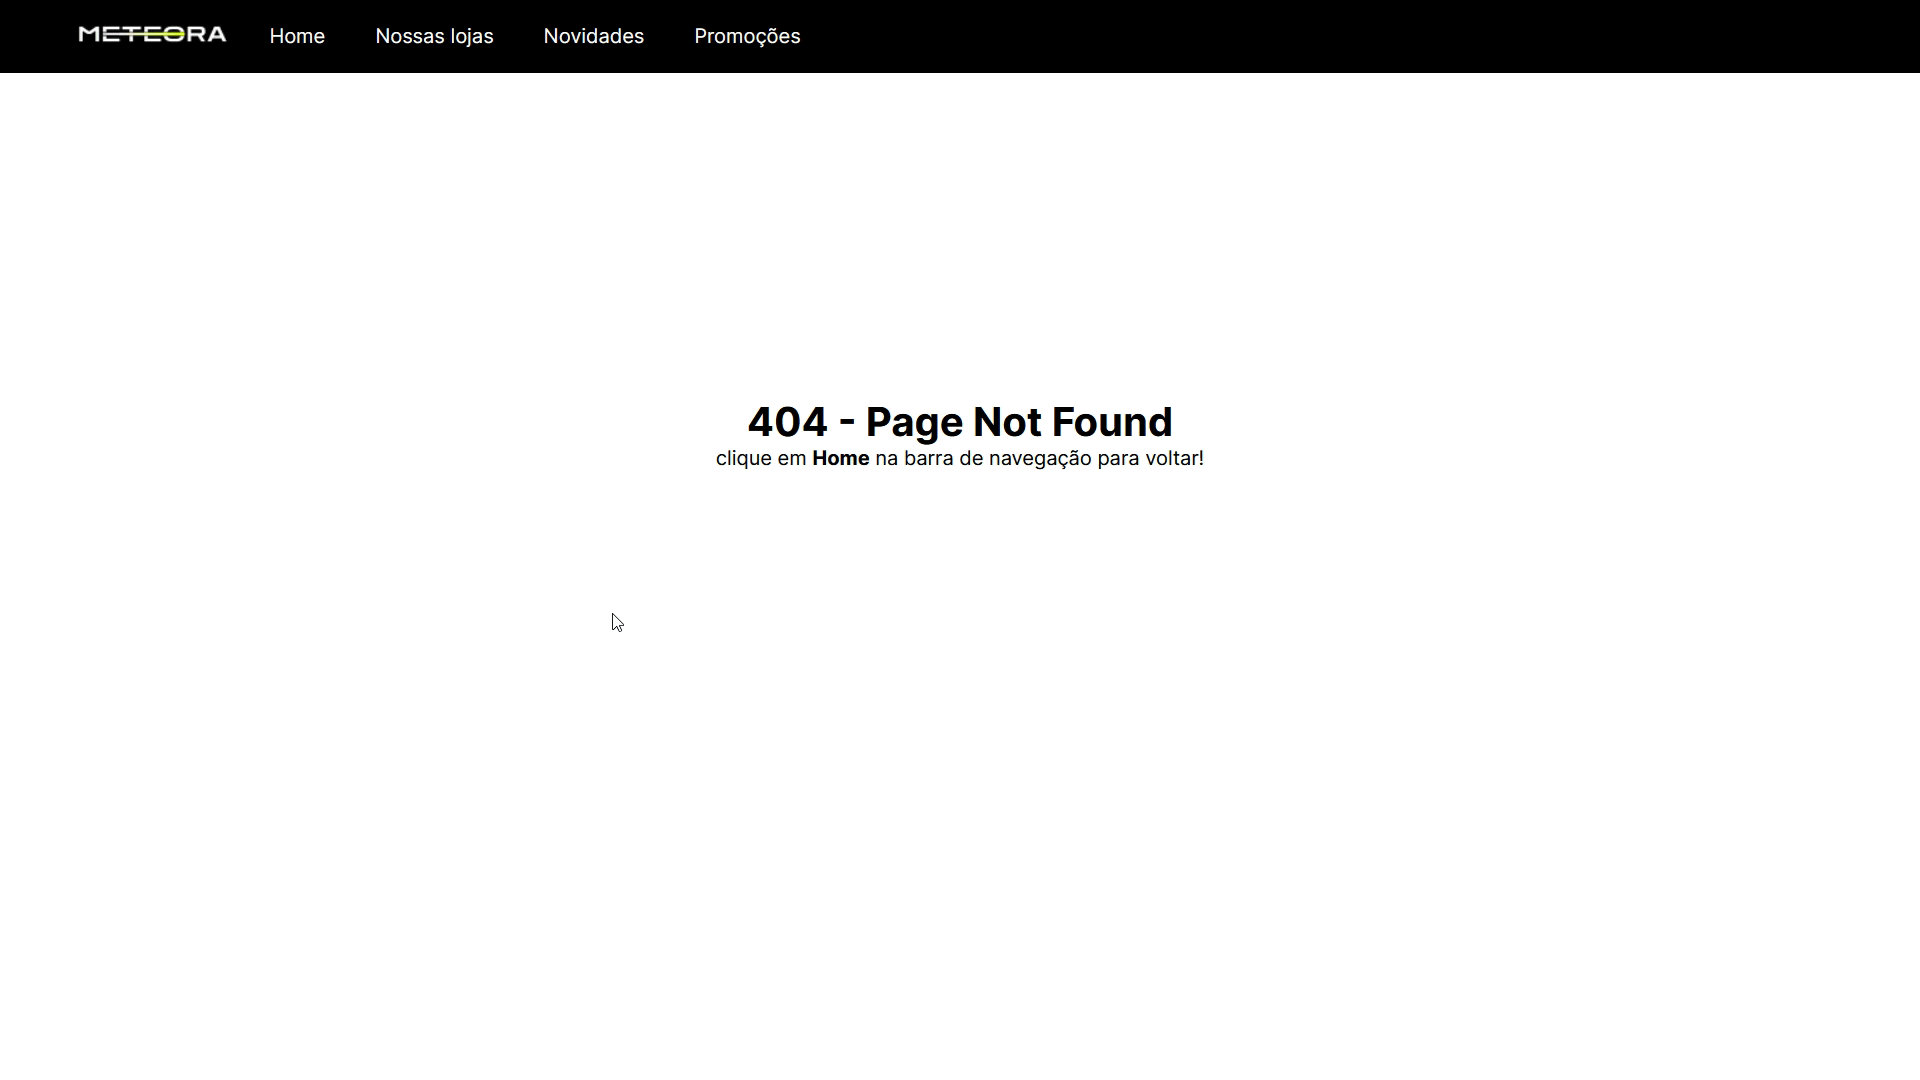 METEORA Home Nossas lojas Novidades Promoções
404 - Page Not Found
clique em Home na barra de navegação para voltar!